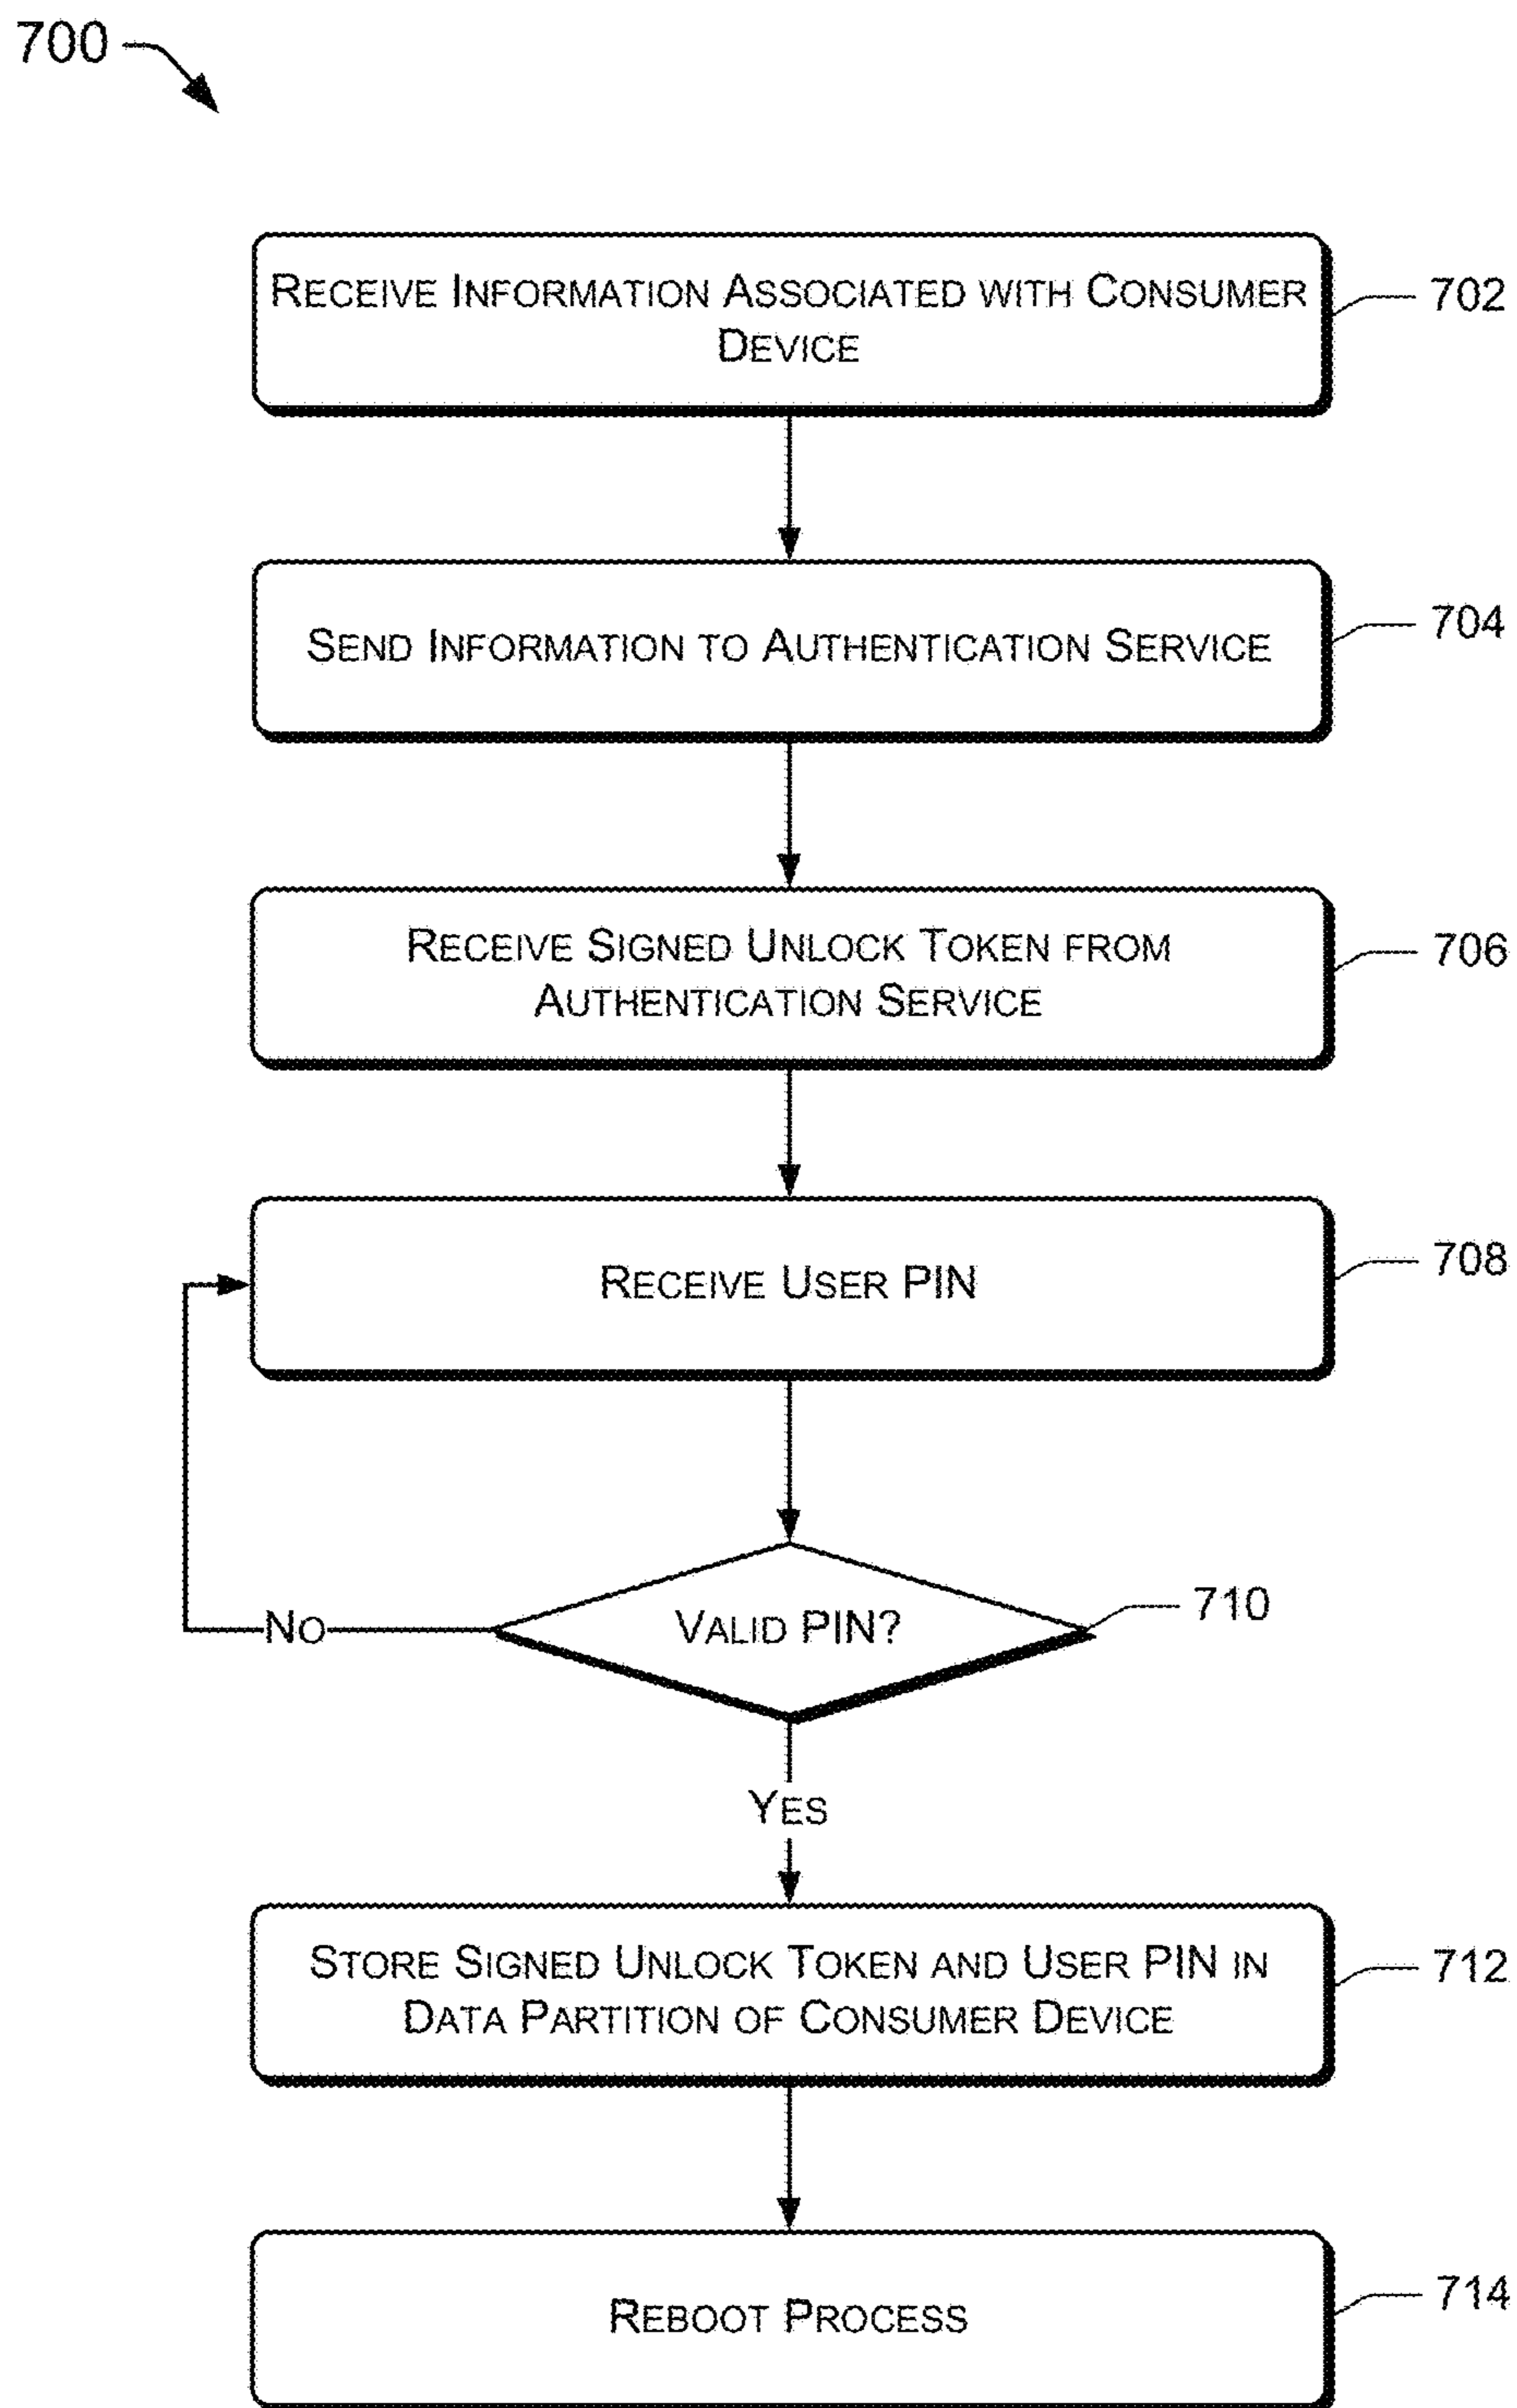 700
RECEIVE INFORMATION ASSOCIATED WITH CONSUMER
DEVICE
702
SEND INFORMATION TO AUTHENTICATION SERVICE
704
RECEIVE SIGNED UNLOCK TOKEN FROM
AUTHENTICATION SERVICE
706
RECEIVE USER PIN
708
VALID PIN?
710
NO
YES
STORE SIGNED UNLOCK TOKEN AND USER PIN IN
DATA PARTITION OF CONSUMER DEVICE
712
REBOOT PROCESS
714